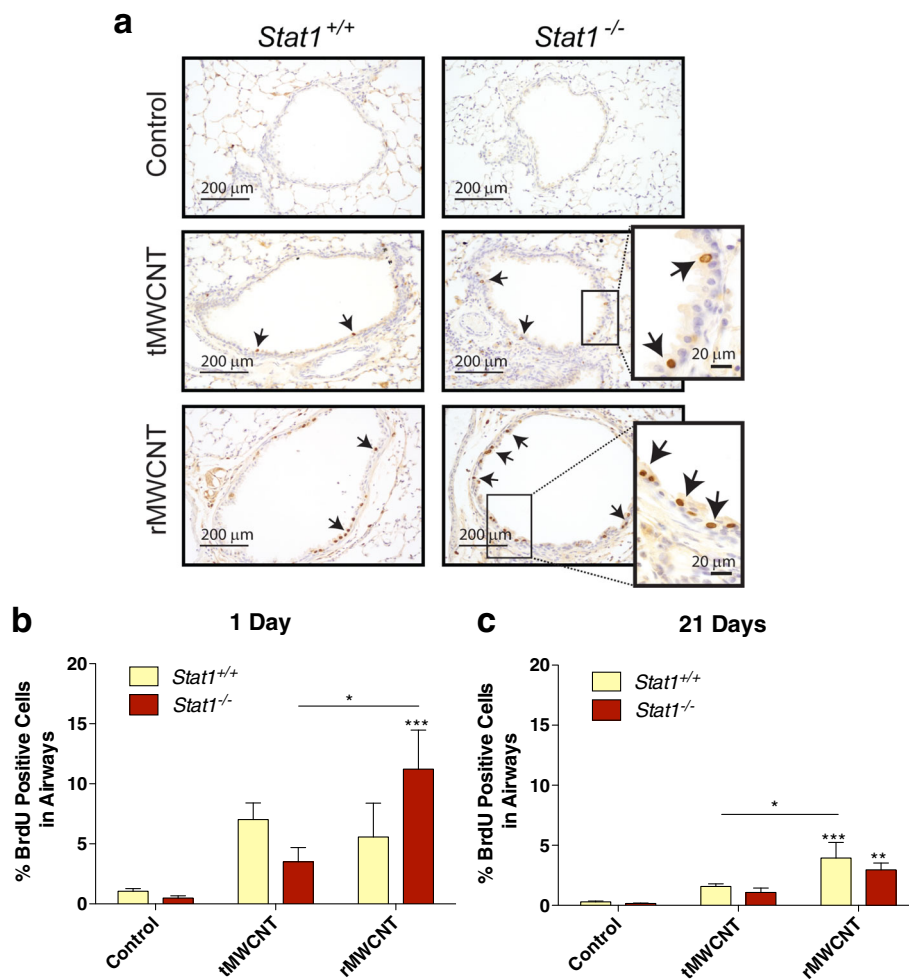 a
Stat1+/+ Stat1-/-
Control
200 μm
200 μm
tMWCNT
200 μm
200 μm
20 μm
rMWCNT
200 μm
200 μm
20 μm
b
1 Day
% BrdU Positive Cells
in Airways
20
15
10
5
0
Stat1+/+
Stat1-/-
*
***
Control
tMWCNT
rMWCNT
c
21 Days
% BrdU Positive Cells
in Airways
20
15
10
5
0
Stat1+/+
Stat1-/-
*
***
**
Control
tMWCNT
rMWCNT